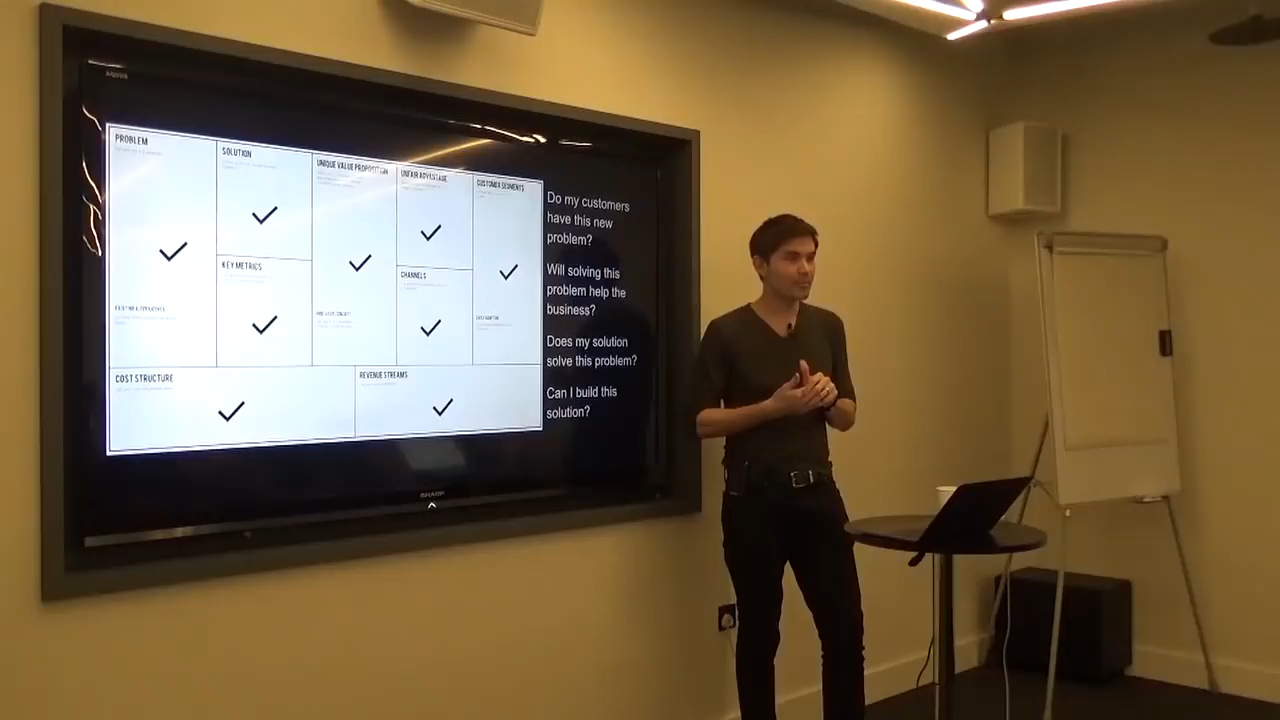 AQUOS
PROBLEM
SOLUTION
UNIQUE VALUE PROPOSITION
UNFAIR ADVANTAGE
CUSTOMER SEGMENTS
KEY METRICS
CHANNELS
COST STRUCTURE
REVENUE STREAMS
Do my customers
have this new
problem?
Will solving this
problem help the
business?
Does my solution
solve this problem?
Can I build this
solution?
SHARP